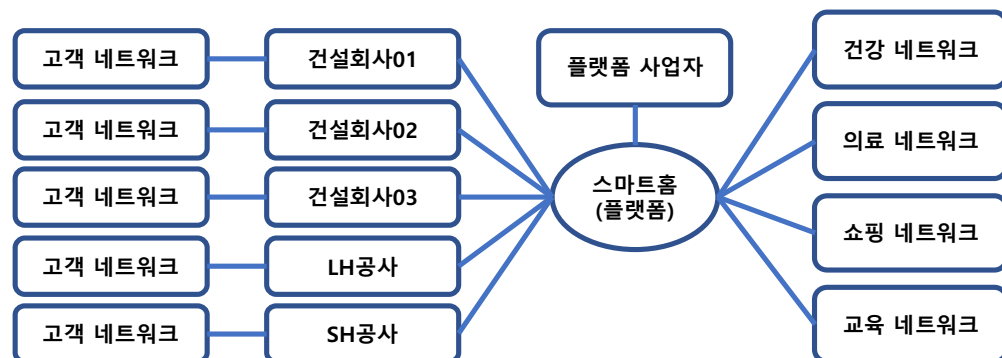 고객 네트워크
건설회사01
플랫폼 사업자
건강 네트워크
고객 네트워크
건설회사02
의료 네트워크
고객 네트워크
건설회사03
스마트홈
(플랫폼)
쇼핑 네트워크
고객 네트워크
LH공사
고객 네트워크
SH공사
교육 네트워크